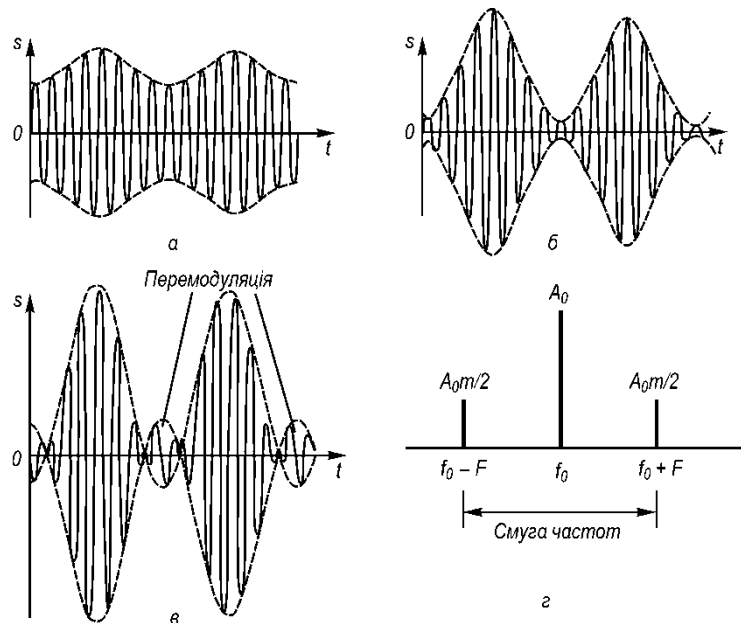 s
0
t
а
s
0
t
б
Перемодуляція
s
0
t
в
A₀
A₀m/2
A₀m/2
f₀ – F
f₀
f₀ + F
Смуга частот
г